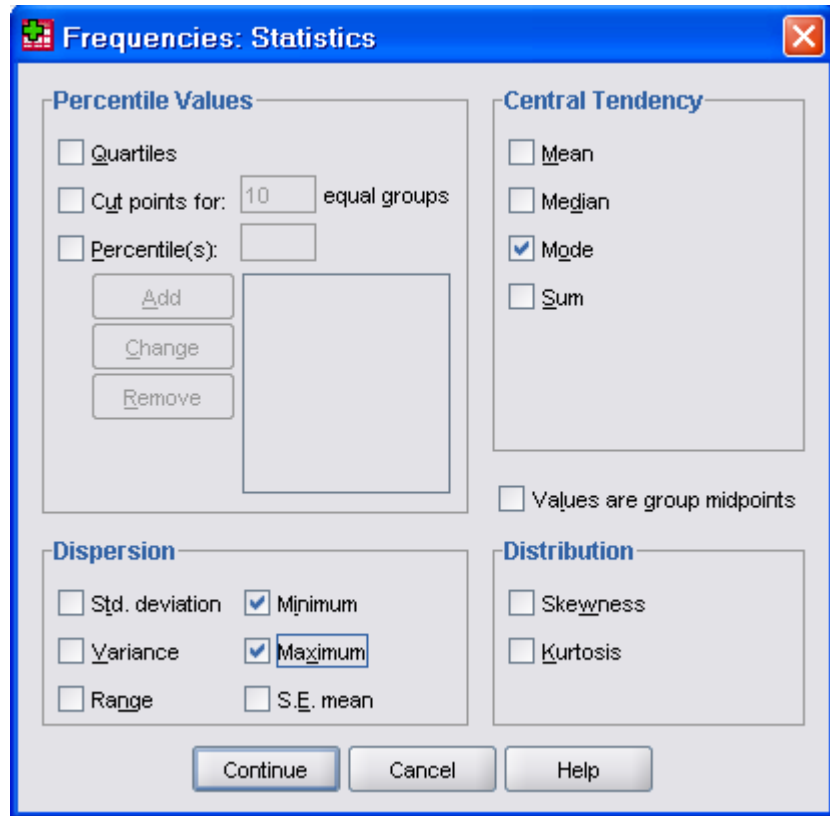 Frequencies: Statistics
Percentile Values
Quartiles
Cut points for: 10 equal groups
Percentile(s):
Add
Change
Remove
Central Tendency
Mean
Median
Mode
Sum
Values are group midpoints
Dispersion
Std. deviation Minimum
Variance Maximum
Range S.E. mean
Distribution
Skewness
Kurtosis
Continue Cancel Help